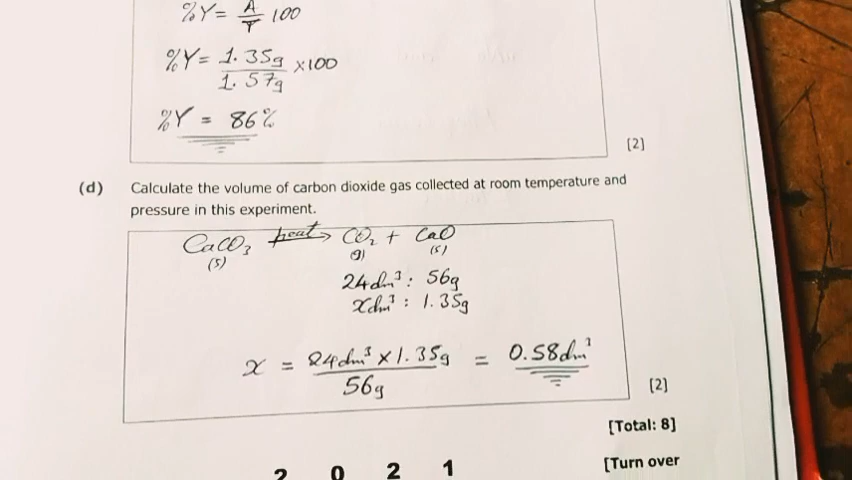 %Y = A/T 100
%Y = 1.35g/1.57g ×100
%Y = 86%
[2]
(d) Calculate the volume of carbon dioxide gas collected at room temperature and
pressure in this experiment.
CaCO₃ heat→ CO₂ + CaO
(s) (g) (s)
24dm³ : 56g
xdm³ : 1.35g
x = 24dm³ × 1.35g / 56g = 0.58dm³
[2]
[Total: 8]
2 0 2 1
[Turn over